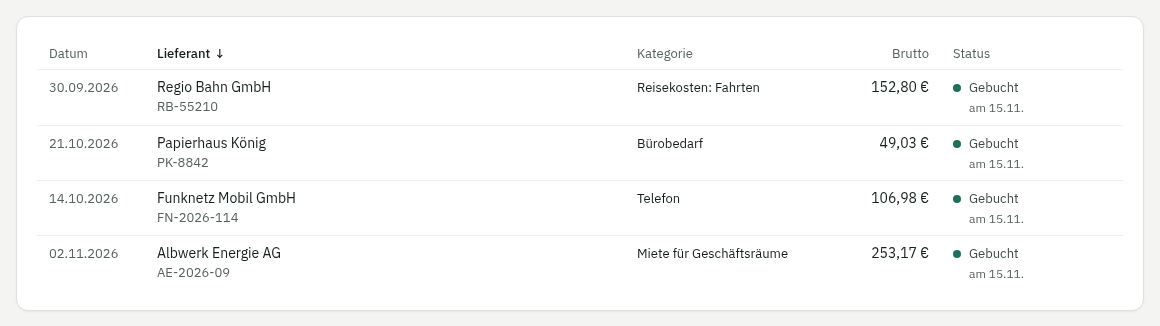 Datum Lieferant ↓ Kategorie Brutto Status
30.09.2026 Regio Bahn GmbH Reisekosten: Fahrten 152,80 € Gebucht
RB-55210 am 15.11.
21.10.2026 Papierhaus König Bürobedarf 49,03 € Gebucht
PK-8842 am 15.11.
14.10.2026 Funknetz Mobil GmbH Telefon 106,98 € Gebucht
FN-2026-114 am 15.11.
02.11.2026 Albwerk Energie AG Miete für Geschäftsräume 253,17 € Gebucht
AE-2026-09 am 15.11.